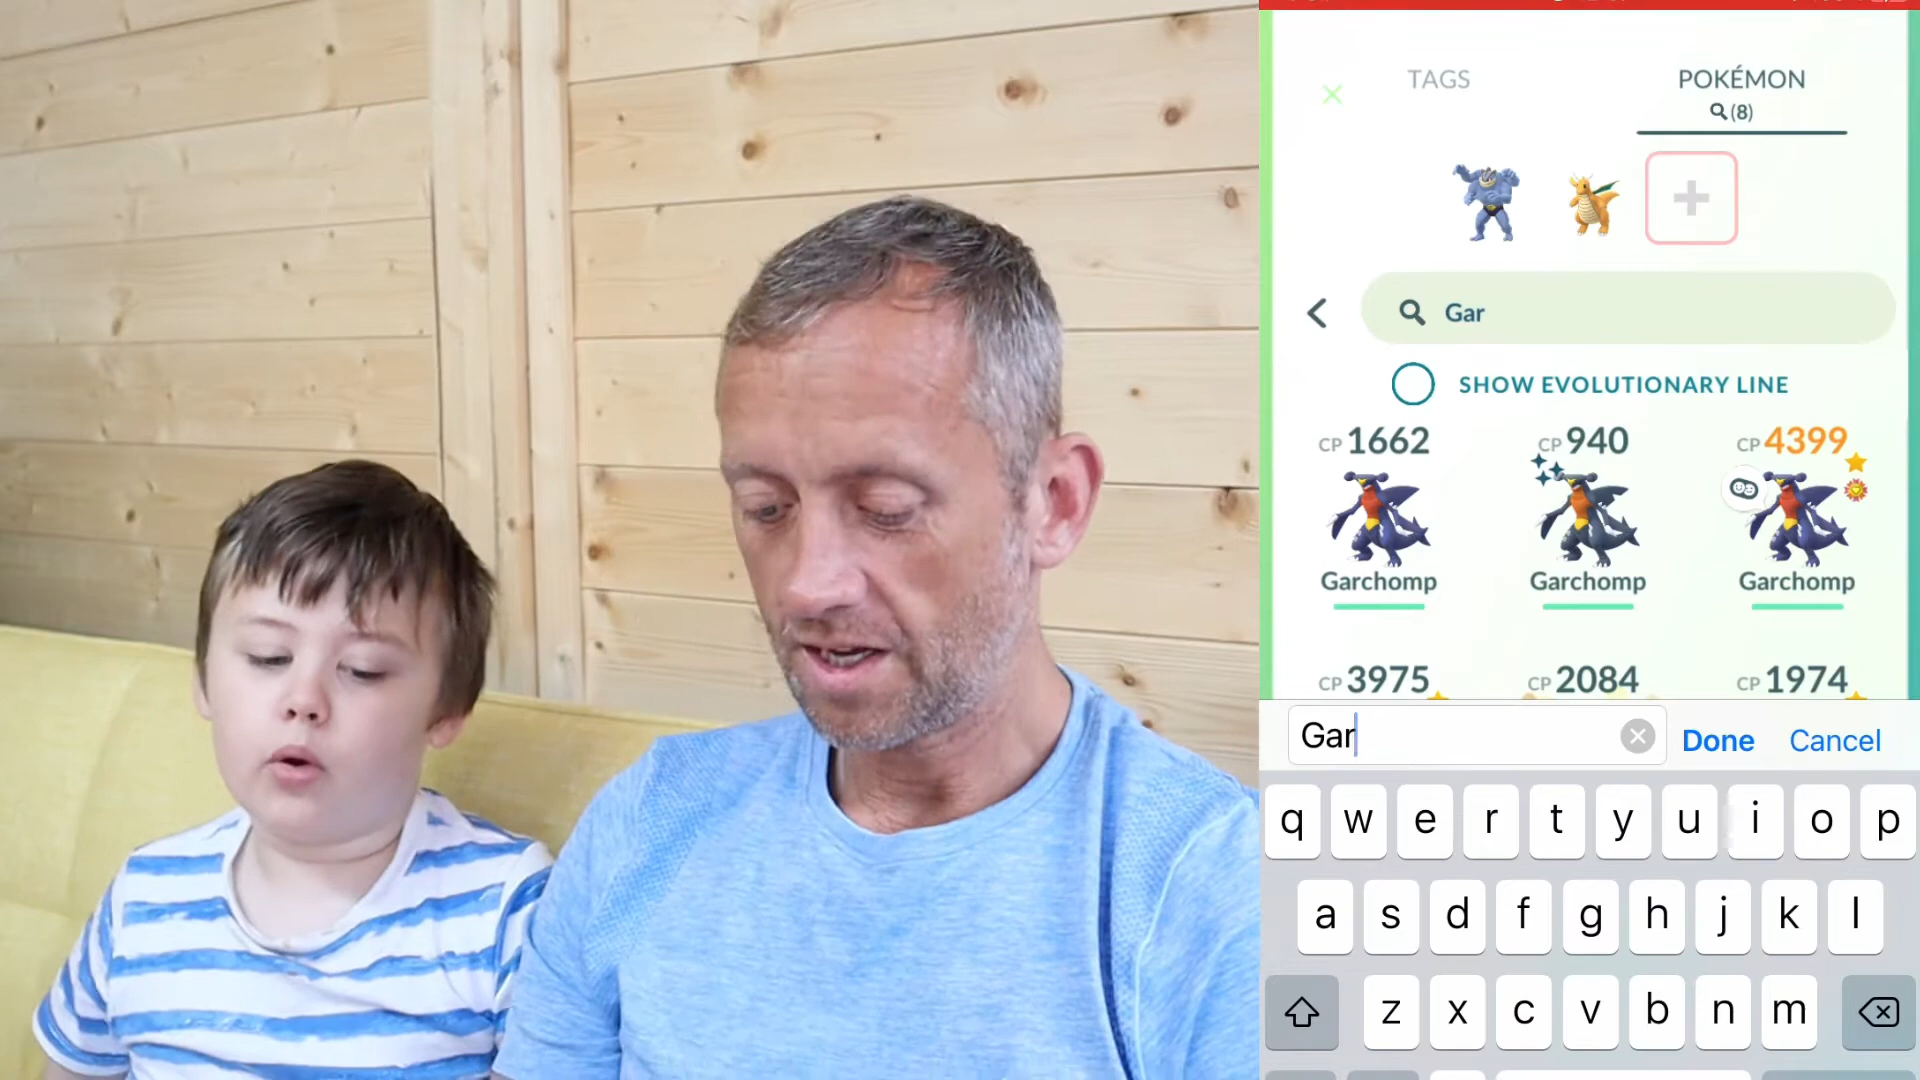 TAGS
POKÉMON
(8)
Gar
SHOW EVOLUTIONARY LINE
CP 1662
CP 940
CP 4399
Garchomp
Garchomp
Garchomp
CP 3975
CP 2084
CP 1974
Gar
Done
Cancel
q w e r t y u i o p
a s d f g h j k l
z x c v b n m